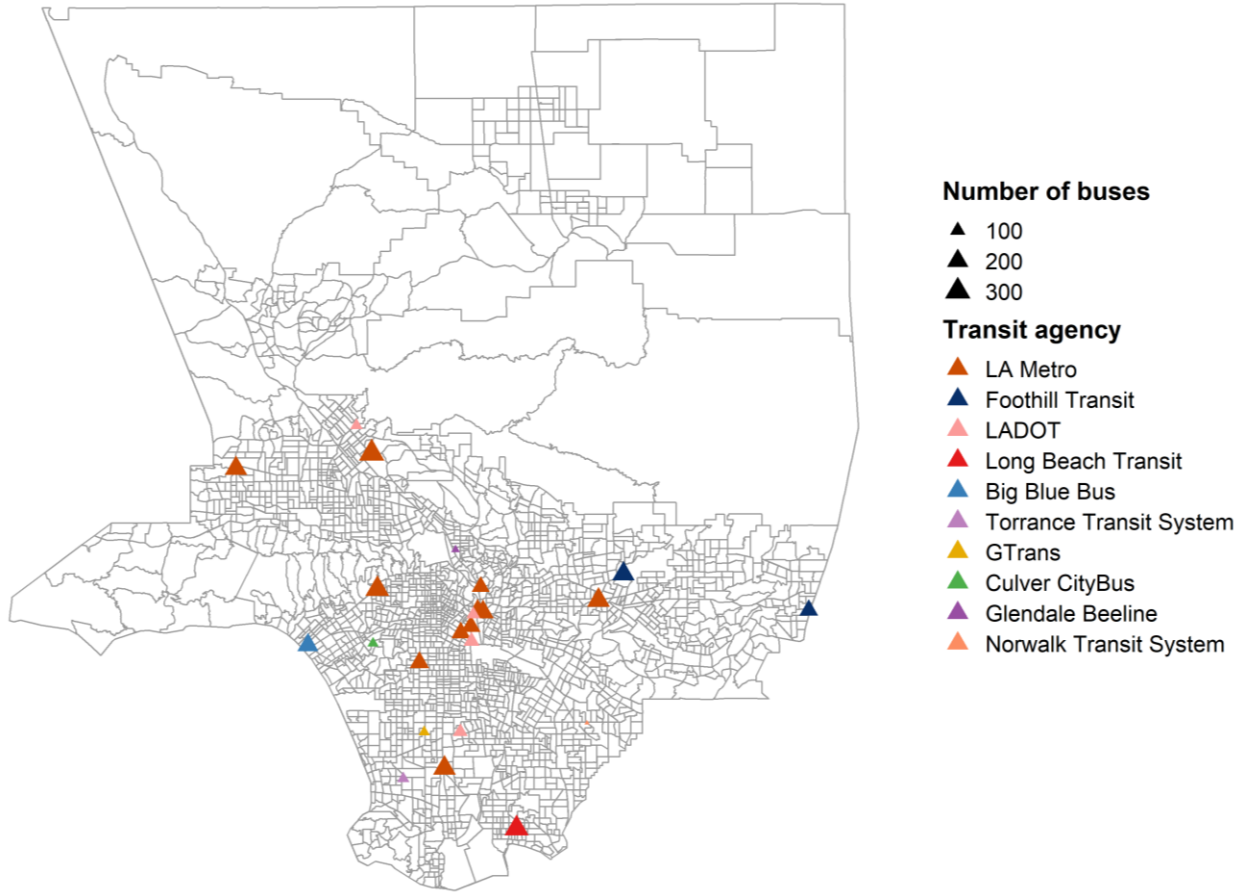 Number of buses
100
200
300
Transit agency
LA Metro
Foothill Transit
LADOT
Long Beach Transit
Big Blue Bus
Torrance Transit System
GTrans
Culver CityBus
Glendale Beeline
Norwalk Transit System